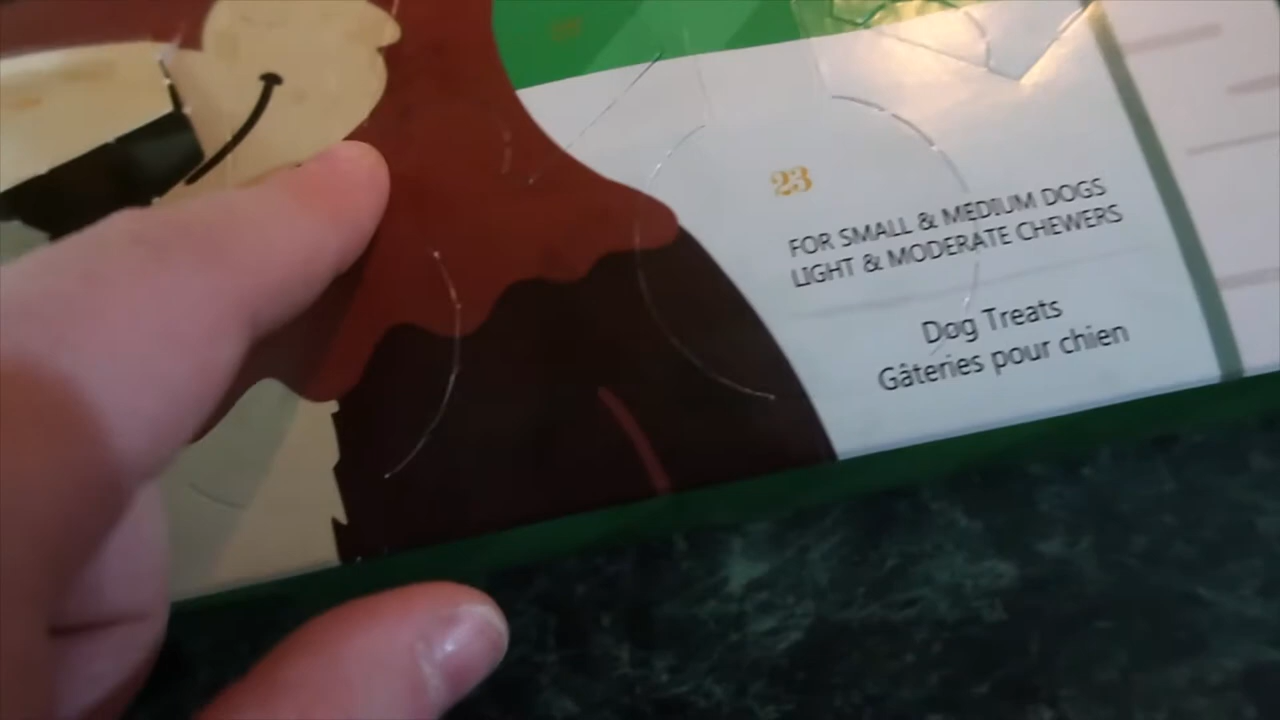 23
FOR SMALL & MEDIUM DOGS
LIGHT & MODERATE CHEWERS
Dog Treats
Gâteries pour chien